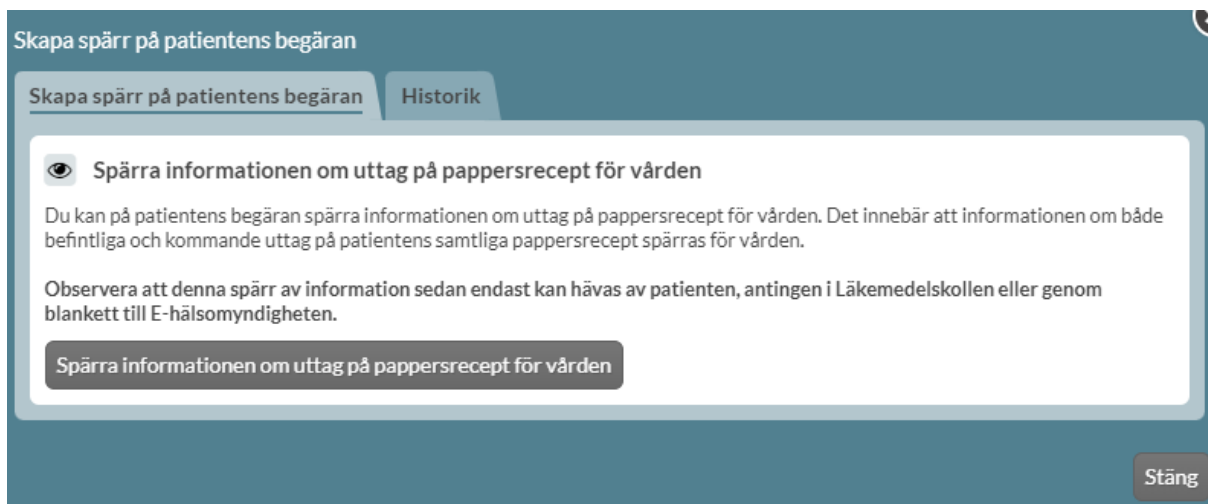 Skapa spärr på patientens begäran
Skapa spärr på patientens begäran
Historik
Spärra informationen om uttag på pappersrecept för vården
Du kan på patientens begäran spärra informationen om uttag på pappersrecept för vården. Det innebär att informationen om både
befintliga och kommande uttag på patientens samtliga pappersrecept spärras för vården.
Observera att denna spärr av information sedan endast kan hävas av patienten, antingen i Läkemedelskollen eller genom
blankett till E-hälsomyndigheten.
Spärra informationen om uttag på pappersrecept för vården
Stäng